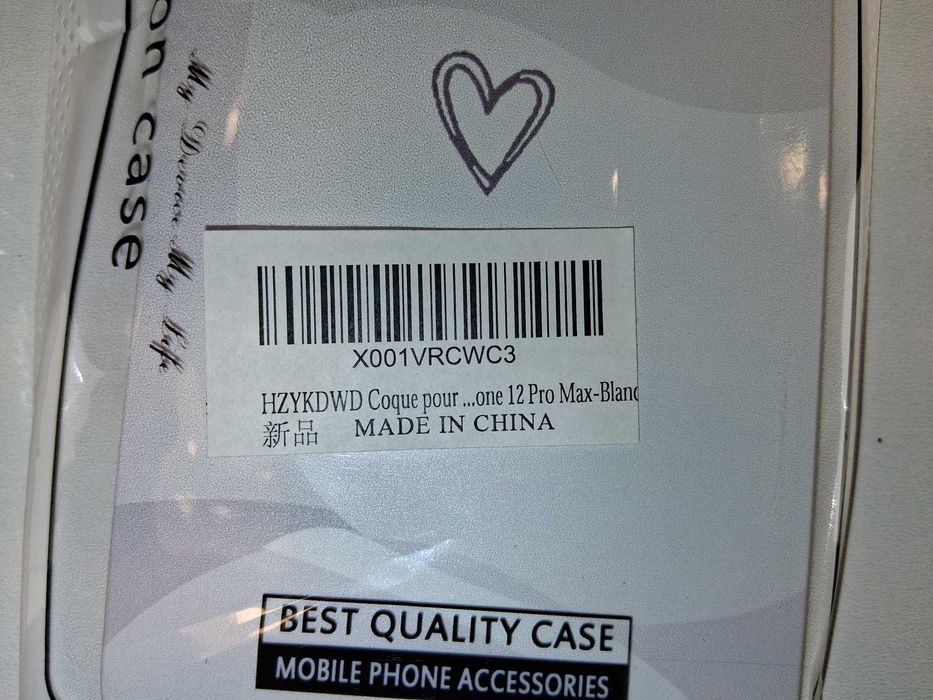 on case
My Device My Life
X001VRCWC3
HZYKDWD Coque pour ...one 12 Pro Max-Blanc
新品 MADE IN CHINA
BEST QUALITY CASE
MOBILE PHONE ACCESSORIES